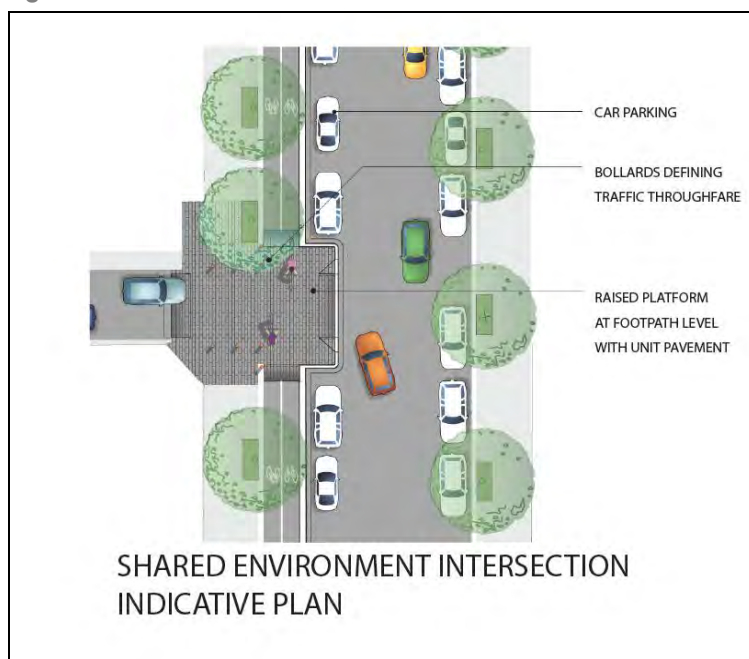 CAR PARKING
BOLLARDS DEFINING
TRAFFIC THROUGHFARE
RAISED PLATFORM
AT FOOTPATH LEVEL
WITH UNIT PAVEMENT
SHARED ENVIRONMENT INTERSECTION
INDICATIVE PLAN